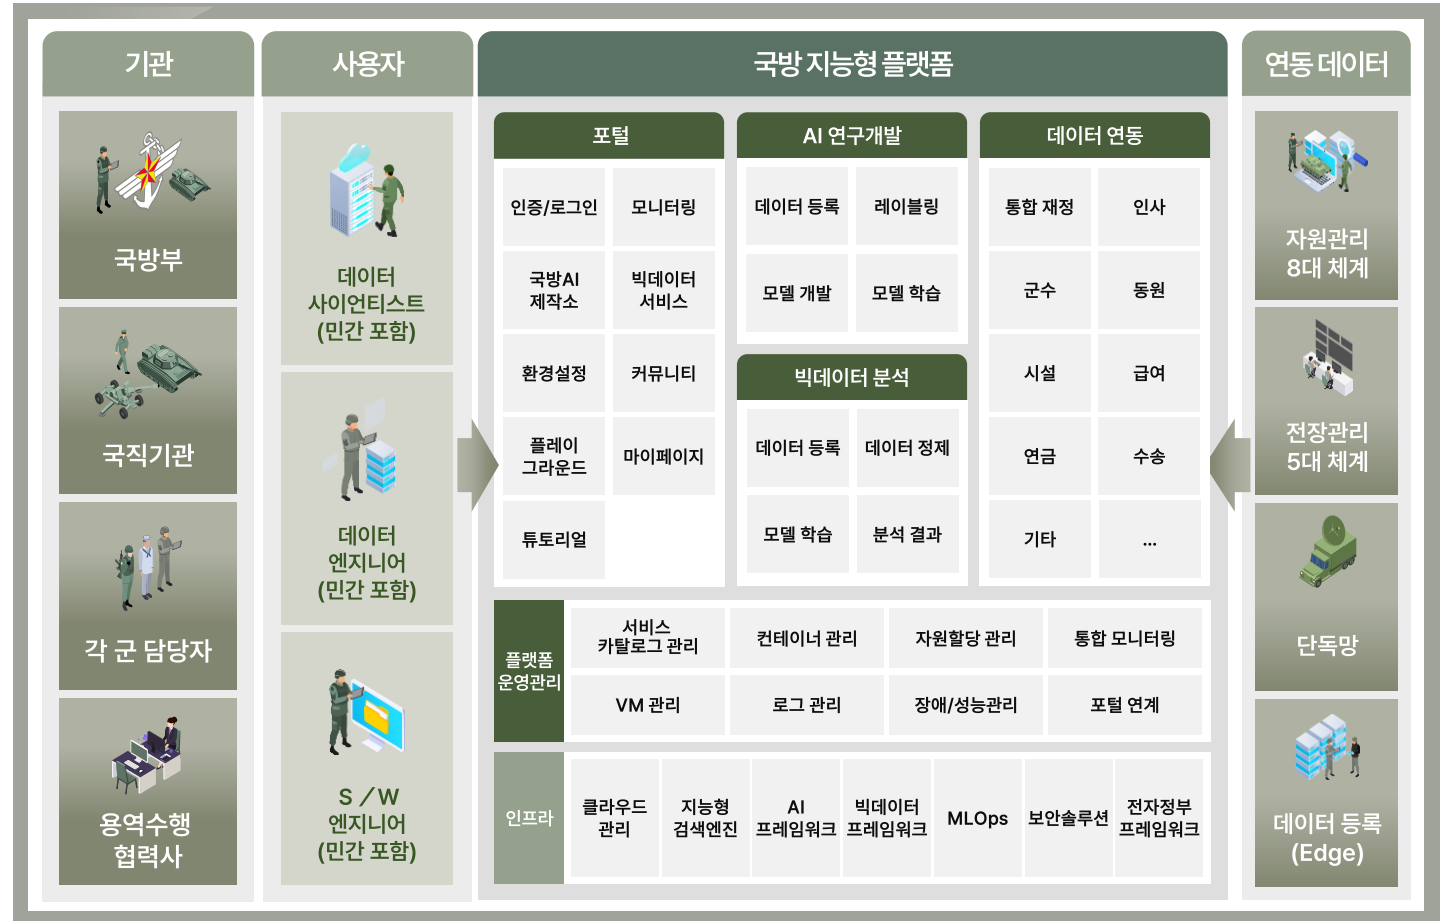 기관
국방부
국직기관
각 군 담당자
용역수행
협력사
사용자
데이터
사이언티스트
(민간 포함)
데이터
엔지니어
(민간 포함)
S／W
엔지니어
(민간 포함)
국방 지능형 플랫폼
포털
인증/로그인
모니터링
국방AI
제작소
빅데이터
서비스
환경설정
커뮤니티
플레이
그라운드
마이페이지
튜토리얼
AI 연구개발
데이터 등록
레이블링
모델 개발
모델 학습
빅데이터 분석
데이터 등록
데이터 정제
모델 학습
분석 결과
데이터 연동
통합 재정
인사
군수
동원
시설
급여
연금
수송
기타
...
플랫폼
운영관리
서비스
카탈로그 관리
컨테이너 관리
자원할당 관리
통합 모니터링
VM 관리
로그 관리
장애/성능관리
포털 연계
인프라
클라우드
관리
지능형
검색엔진
AI
프레임워크
빅데이터
프레임워크
MLOps
보안솔루션
전자정부
프레임워크
연동 데이터
자원관리
8대 체계
전장관리
5대 체계
단독망
데이터 등록
(Edge)